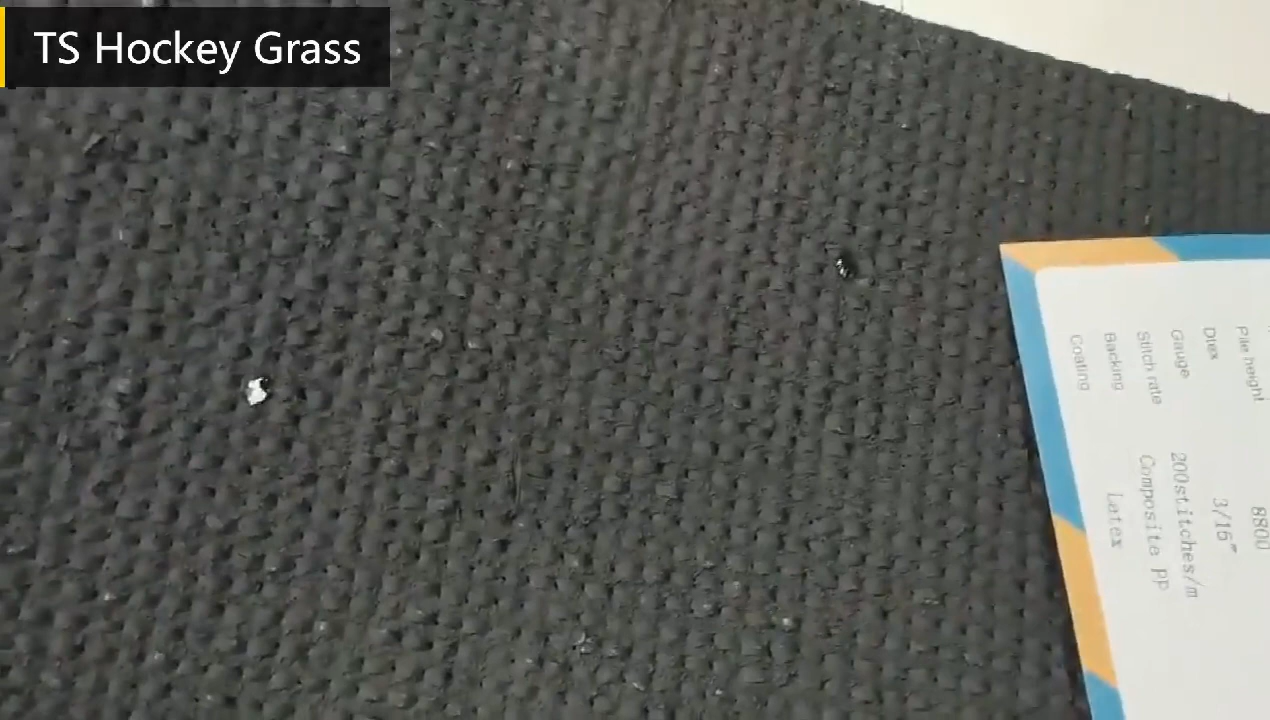 TS Hockey Grass
Pile height
Dtex 8800
Gauge 3/16"
Stitch rate 200stitches/m
Backing Composite PP
Coating Latex